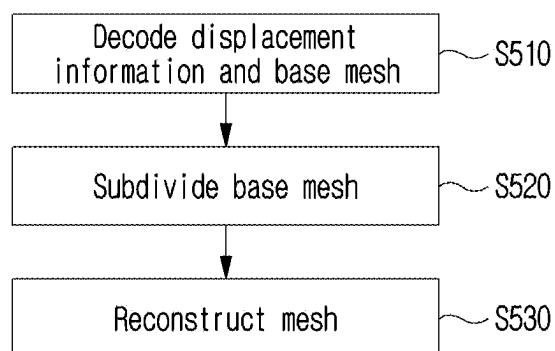 Decode displacement
information and base mesh
S510
Subdivide base mesh
S520
Reconstruct mesh
S530